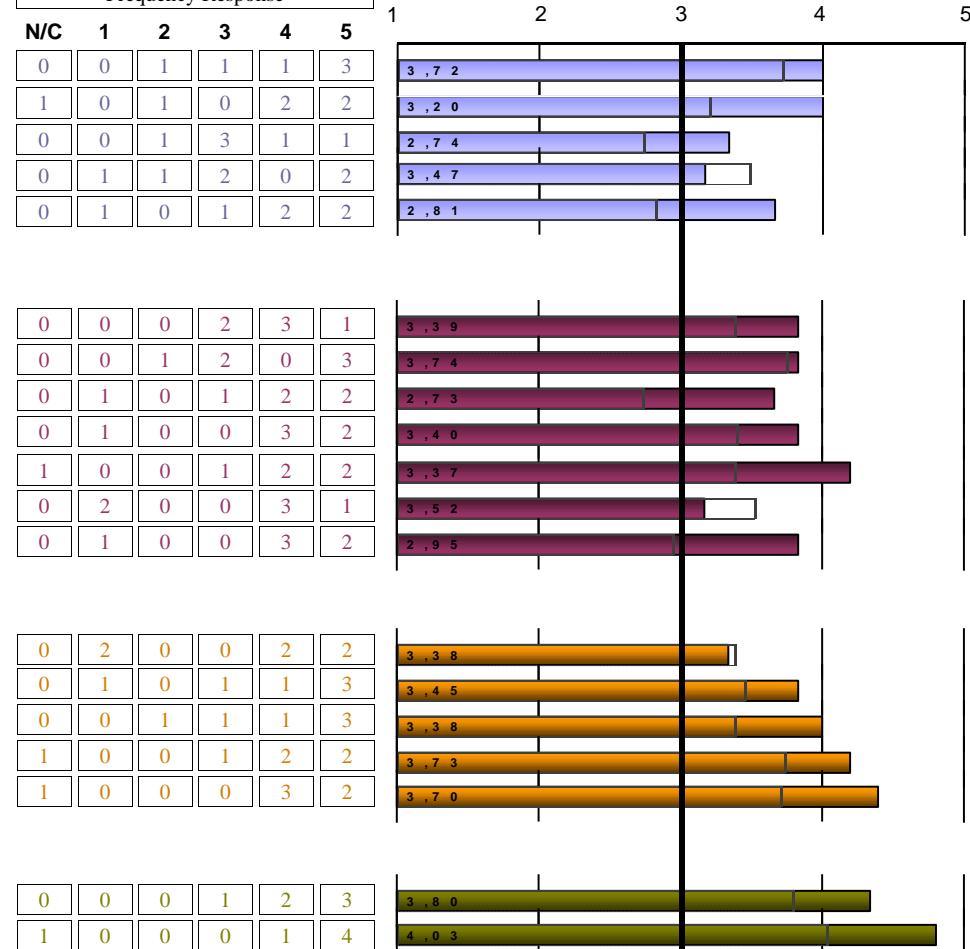 Frequency Response
1 2 3 4 5
N/C 1 2 3 4 5
0 0 1 1 1 3 3,72
1 0 1 0 2 2 3,20
0 0 1 3 1 1 2,74
0 1 1 2 0 2 3,47
0 1 0 1 2 2 2,81
0 0 0 2 3 1 3,39
0 0 1 2 0 3 3,74
0 1 0 1 2 2 2,73
0 1 0 0 3 2 3,40
1 0 0 1 2 2 3,37
0 2 0 0 3 1 3,52
0 1 0 0 3 2 2,95
0 2 0 0 2 2 3,38
0 1 0 1 1 3 3,45
0 0 1 1 1 3 3,38
1 0 0 1 2 2 3,73
1 0 0 0 3 2 3,70
0 0 0 1 2 3 3,80
1 0 0 0 1 4 4,03